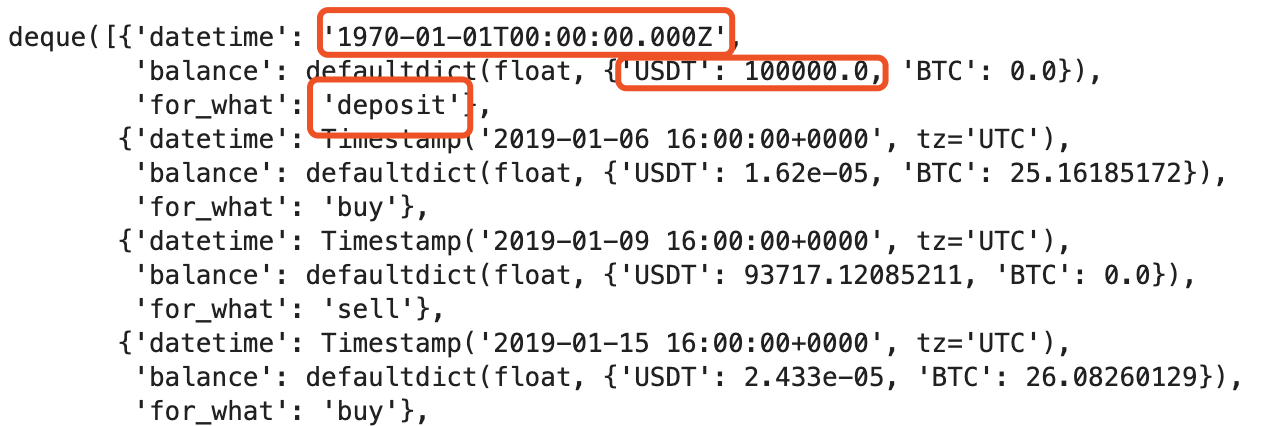 deque([{'datetime': '1970-01-01T00:00:00.000Z',
'balance': defaultdict(float, {'USDT': 100000.0, 'BTC': 0.0}),
'for_what': 'deposit'},
{'datetime': Timestamp('2019-01-06 16:00:00+0000', tz='UTC'),
'balance': defaultdict(float, {'USDT': 1.62e-05, 'BTC': 25.16185172}),
'for_what': 'buy'},
{'datetime': Timestamp('2019-01-09 16:00:00+0000', tz='UTC'),
'balance': defaultdict(float, {'USDT': 93717.12085211, 'BTC': 0.0}),
'for_what': 'sell'},
{'datetime': Timestamp('2019-01-15 16:00:00+0000', tz='UTC'),
'balance': defaultdict(float, {'USDT': 2.433e-05, 'BTC': 26.08260129}),
'for_what': 'buy'},